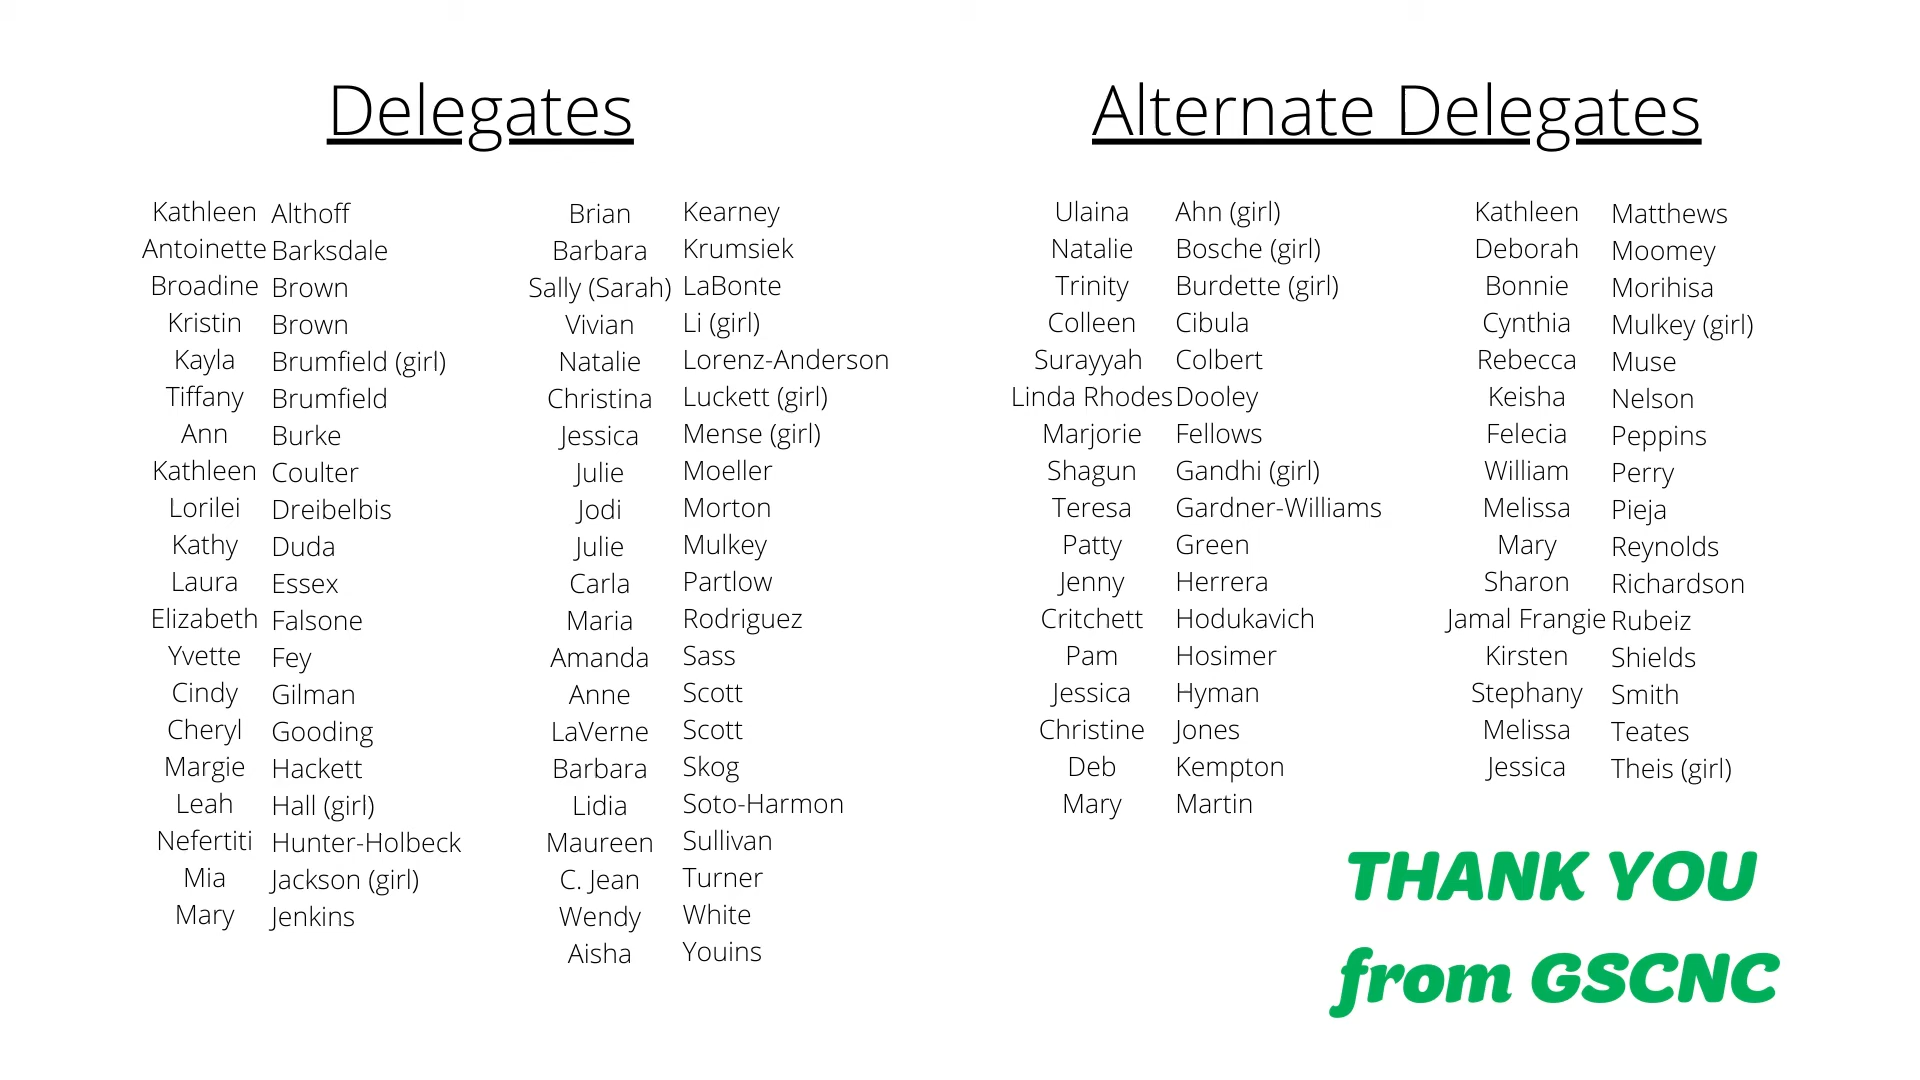 Delegates
Kathleen Althoff
Antoinette Barksdale
Broadine Brown
Kristin Brown
Kayla Brumfield (girl)
Tiffany Brumfield
Ann Burke
Kathleen Coulter
Lorilei Dreibelbis
Kathy Duda
Laura Essex
Elizabeth Falsone
Yvette Fey
Cindy Gilman
Cheryl Gooding
Margie Hackett
Leah Hall (girl)
Nefertiti Hunter-Holbeck
Mia Jackson (girl)
Mary Jenkins
Brian Kearney
Barbara Krumsiek
Sally (Sarah) LaBonte
Vivian Li (girl)
Natalie Lorenz-Anderson
Christina Luckett (girl)
Jessica Mense (girl)
Julie Moeller
Jodi Morton
Julie Mulkey
Carla Partlow
Maria Rodriguez
Amanda Sass
Anne Scott
LaVerne Scott
Barbara Skog
Lidia Soto-Harmon
Maureen Sullivan
C. Jean Turner
Wendy White
Aisha Youins
Alternate Delegates
Ulaina Ahn (girl)
Natalie Bosche (girl)
Trinity Burdette (girl)
Colleen Cibula
Surayyah Colbert
Linda Rhodes Dooley
Marjorie Fellows
Shagun Gandhi (girl)
Teresa Gardner-Williams
Patty Green
Jenny Herrera
Critchett Hodukavich
Pam Hosimer
Jessica Hyman
Christine Jones
Deb Kempton
Mary Martin
Kathleen Matthews
Deborah Moomey
Bonnie Morihisa
Cynthia Mulkey (girl)
Rebecca Muse
Keisha Nelson
Felecia Peppins
William Perry
Melissa Pieja
Mary Reynolds
Sharon Richardson
Jamal Frangie Rubeiz
Kirsten Shields
Stephany Smith
Melissa Teates
Jessica Theis (girl)
THANK YOU
from GSCNC